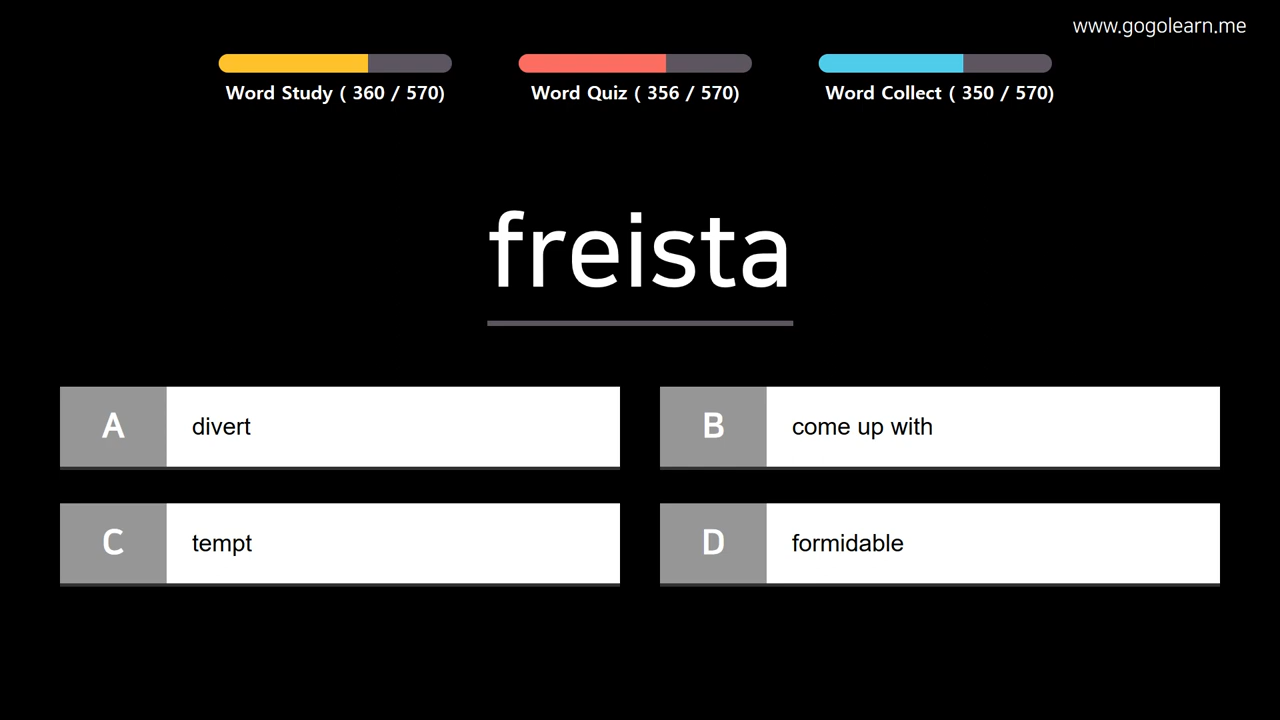 www.gogolearn.me
Word Study ( 360 / 570)
Word Quiz ( 356 / 570)
Word Collect ( 350 / 570)
freista
A divert
B come up with
C tempt
D formidable